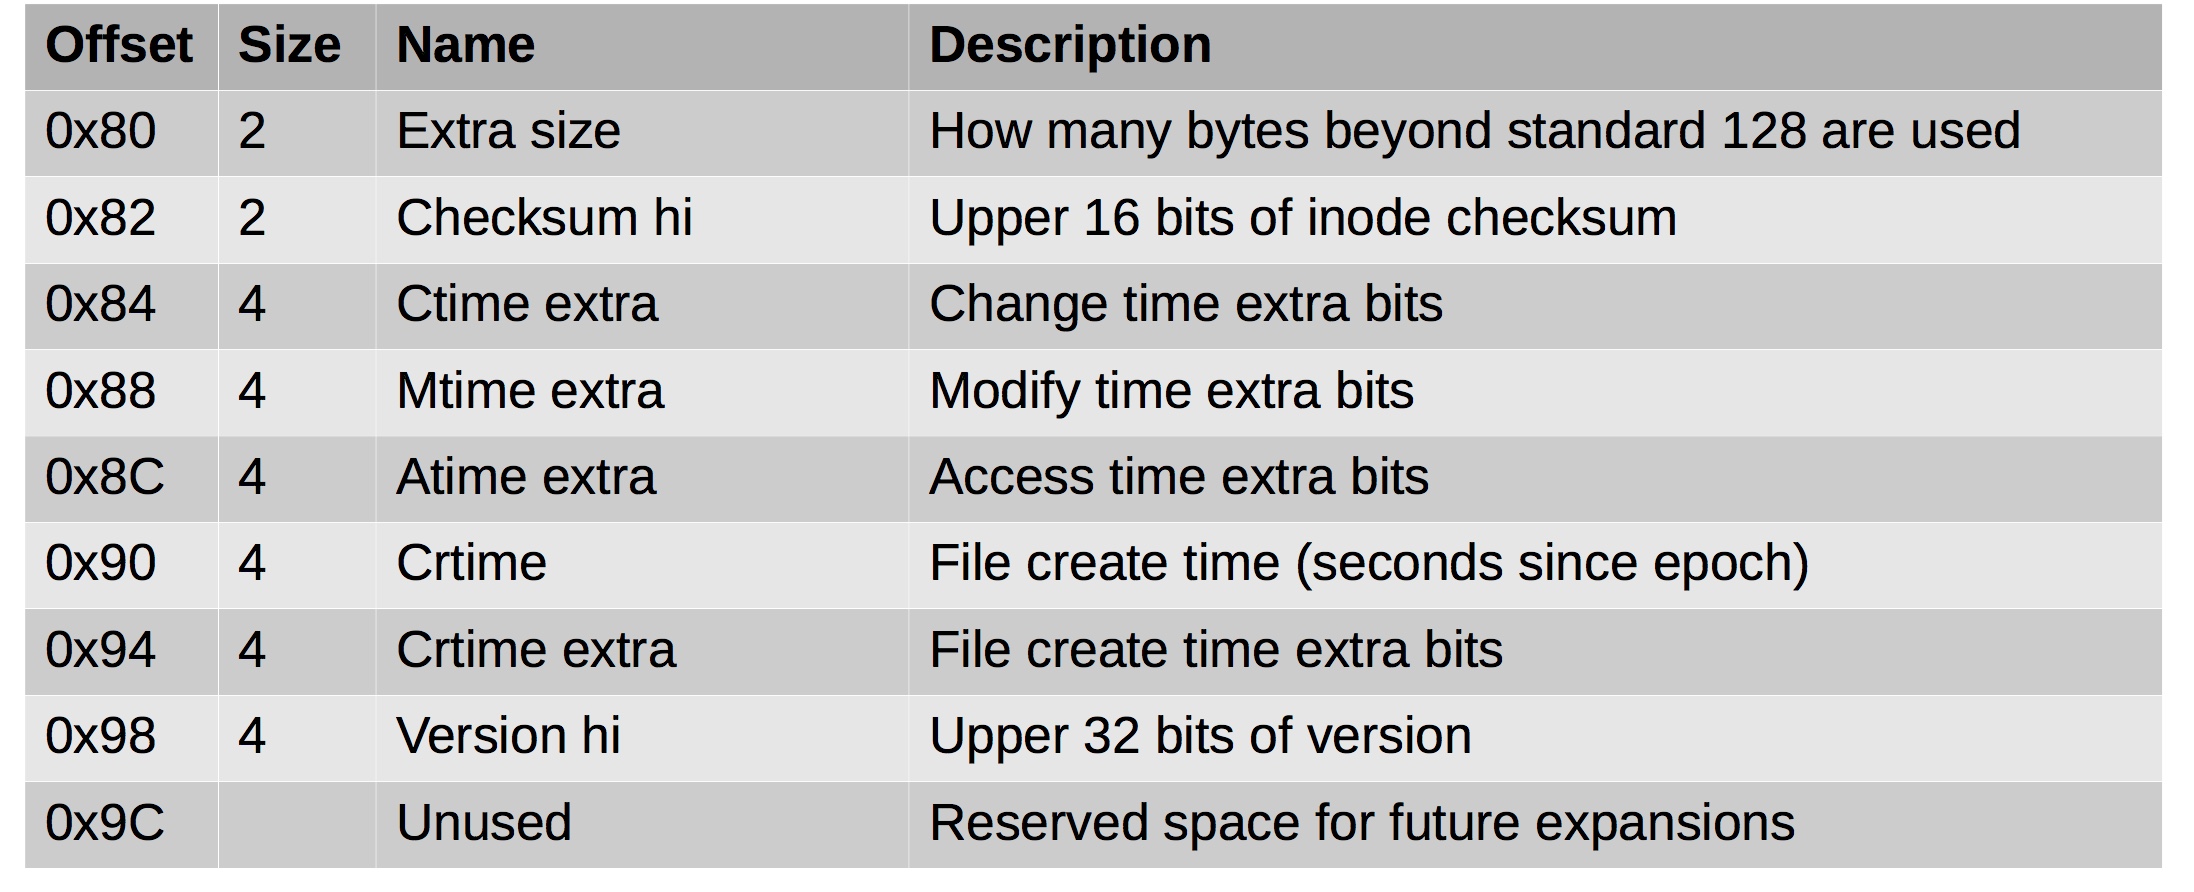 Offset Size Name Description
0x80 2 Extra size How many bytes beyond standard 128 are used
0x82 2 Checksum hi Upper 16 bits of inode checksum
0x84 4 Ctime extra Change time extra bits
0x88 4 Mtime extra Modify time extra bits
0x8C 4 Atime extra Access time extra bits
0x90 4 Crtime File create time (seconds since epoch)
0x94 4 Crtime extra File create time extra bits
0x98 4 Version hi Upper 32 bits of version
0x9C Unused Reserved space for future expansions